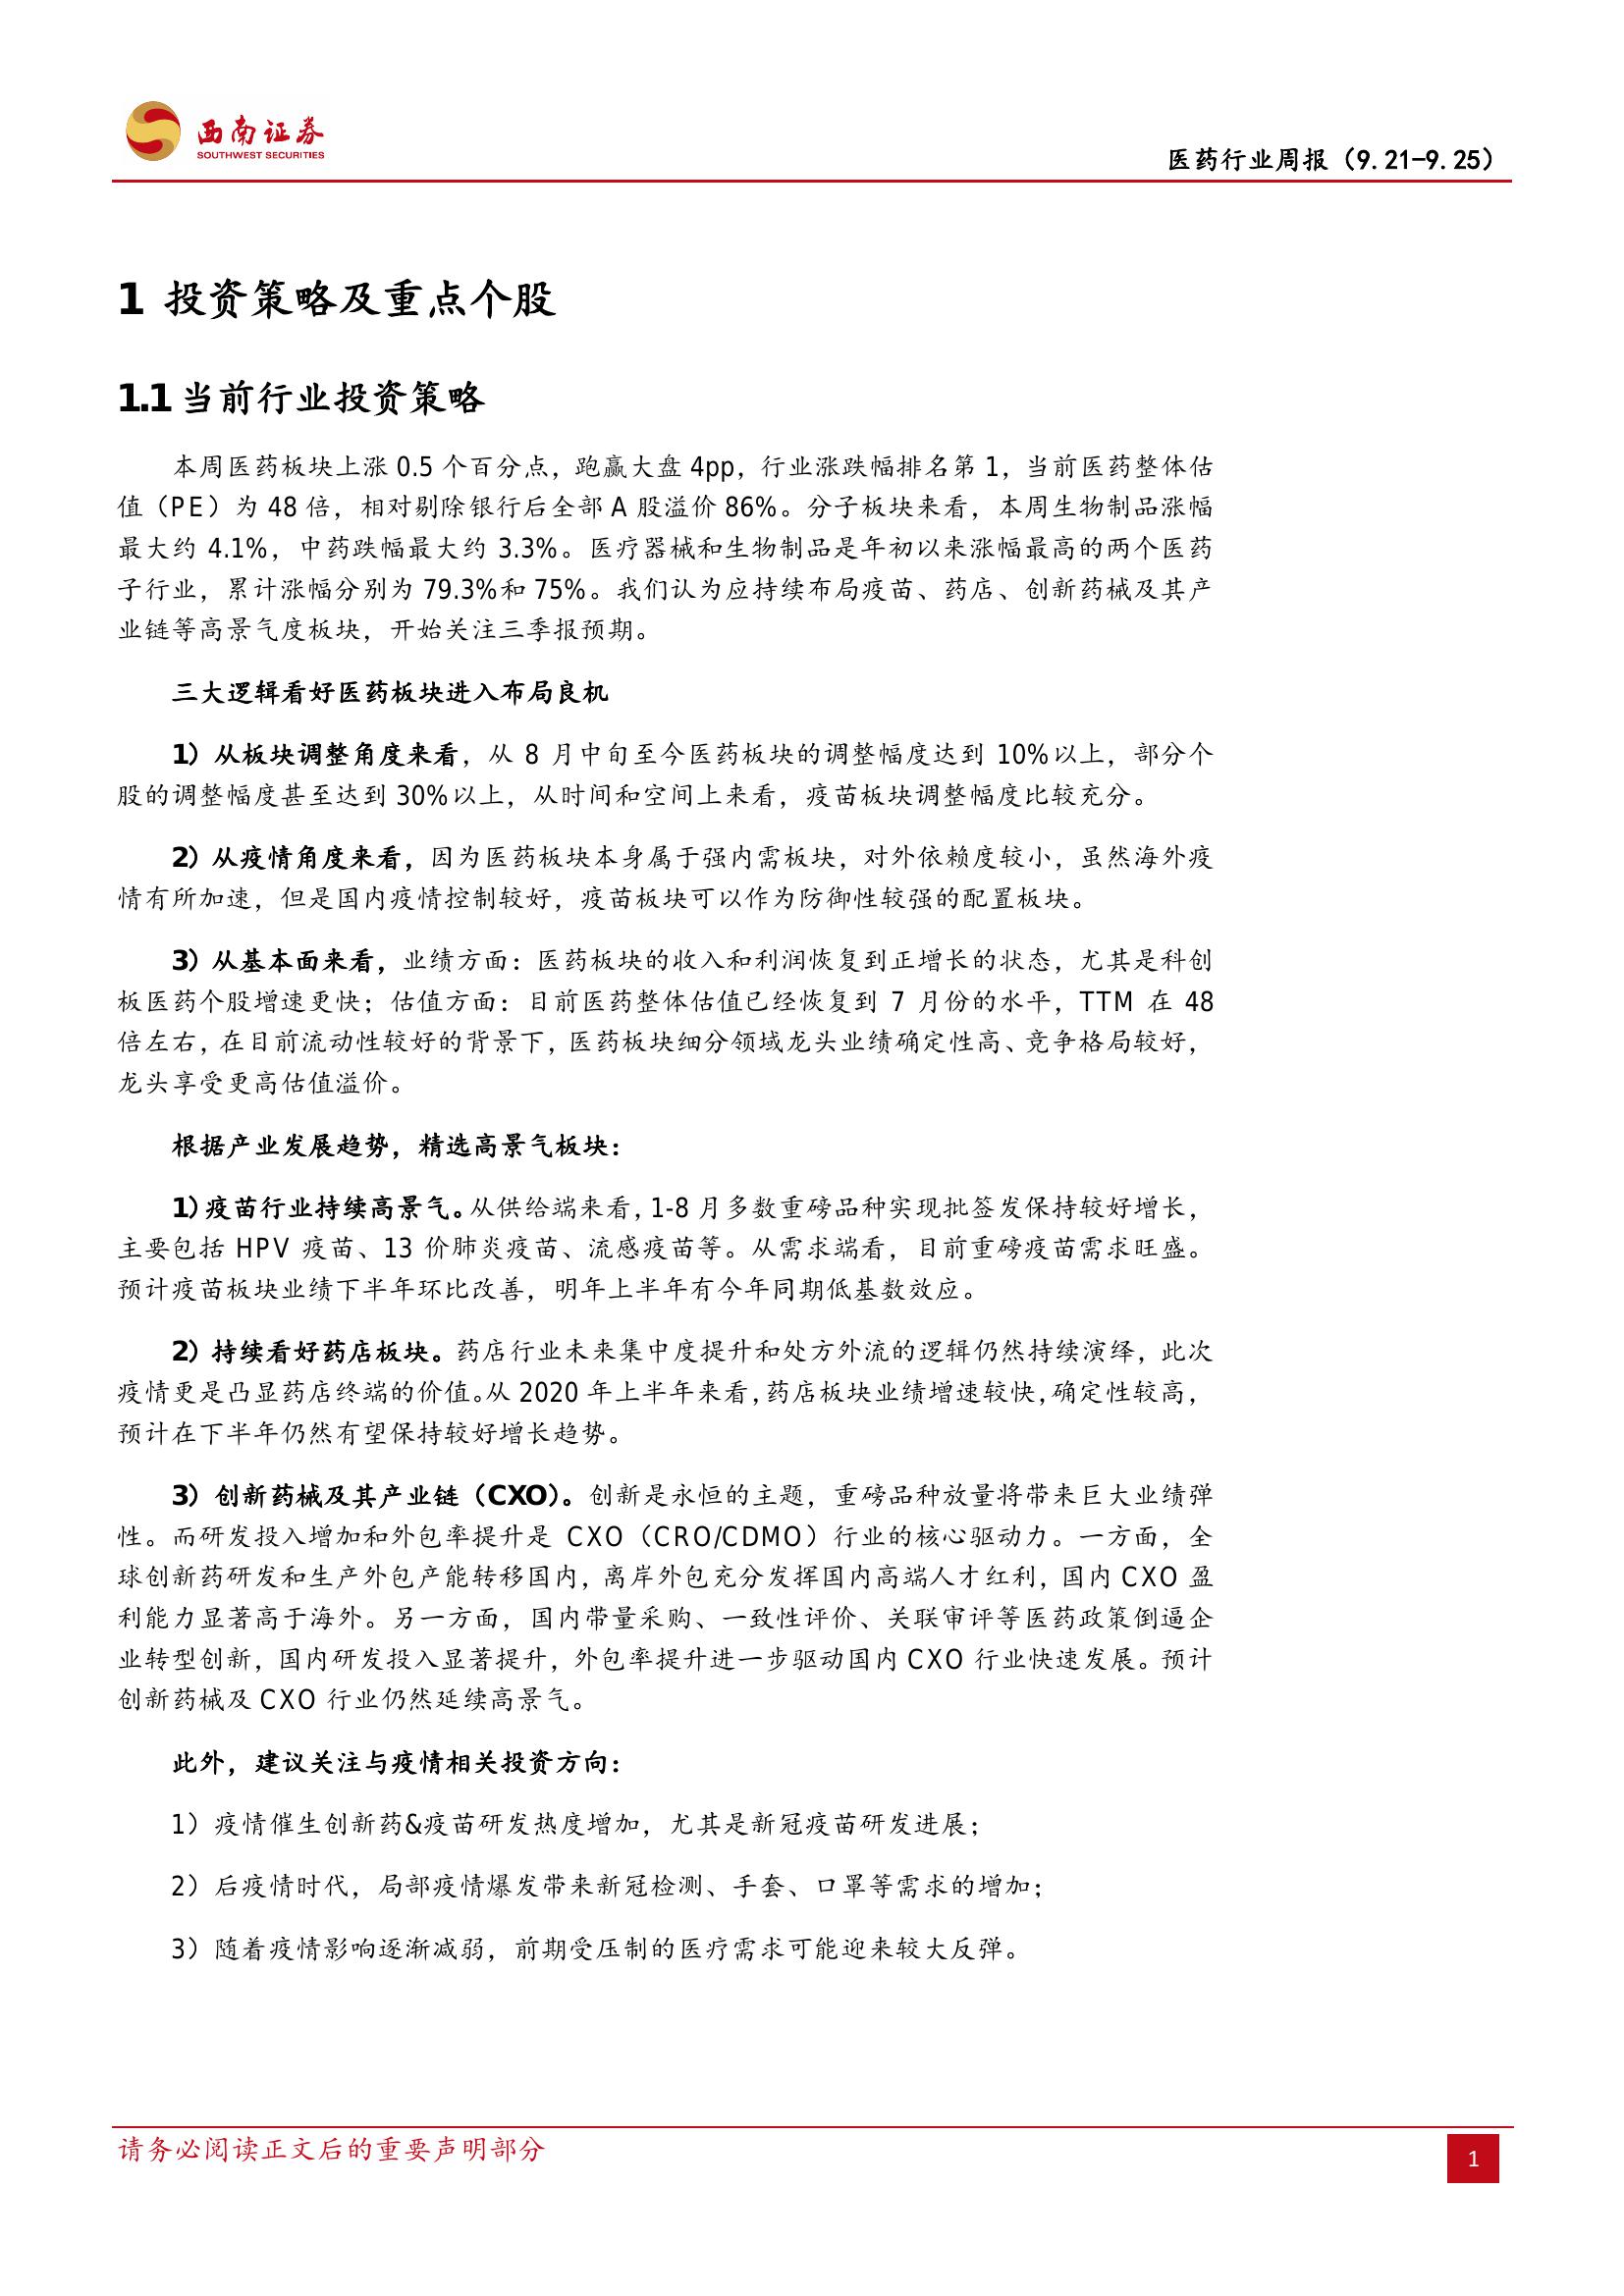 西南证券
SOUTHWEST SECURITIES
医药行业周报（9.21-9.25）
1 投资策略及重点个股
1.1 当前行业投资策略
本周医药板块上涨 0.5 个百分点，跑赢大盘 4pp，行业涨跌幅排名第 1，当前医药整体估
值（PE）为 48 倍，相对剔除银行后全部 A 股溢价 86%。分子板块来看，本周生物制品涨幅
最大约 4.1%，中药跌幅最大约 3.3%。医疗器械和生物制品是年初以来涨幅最高的两个医药
子行业，累计涨幅分别为 79.3%和 75%。我们认为应持续布局疫苗、药店、创新药械及其产
业链等高景气度板块，开始关注三季报预期。
三大逻辑看好医药板块进入布局良机
1）从板块调整角度来看，从 8 月中旬至今医药板块的调整幅度达到 10%以上，部分个
股的调整幅度甚至达到 30%以上，从时间和空间上来看，疫苗板块调整幅度比较充分。
2）从疫情角度来看，因为医药板块本身属于强内需板块，对外依赖度较小，虽然海外疫
情有所加速，但是国内疫情控制较好，疫苗板块可以作为防御性较强的配置板块。
3）从基本面来看，业绩方面：医药板块的收入和利润恢复到正增长的状态，尤其是科创
板医药个股增速更快；估值方面：目前医药整体估值已经恢复到 7 月份的水平，TTM 在 48
倍左右，在目前流动性较好的背景下，医药板块细分领域龙头业绩确定性高、竞争格局较好，
龙头享受更高估值溢价。
根据产业发展趋势，精选高景气板块：
1）疫苗行业持续高景气。从供给端来看，1-8 月多数重磅品种实现批签发保持较好增长，
主要包括 HPV 疫苗、13 价肺炎疫苗、流感疫苗等。从需求端看，目前重磅疫苗需求旺盛。
预计疫苗板块业绩下半年环比改善，明年上半年有今年同期低基数效应。
2）持续看好药店板块。药店行业未来集中度提升和处方外流的逻辑仍然持续演绎，此次
疫情更是凸显药店终端的价值。从 2020 年上半年来看，药店板块业绩增速较快，确定性较高，
预计在下半年仍然有望保持较好增长趋势。
3）创新药械及其产业链（CXO）。创新是永恒的主题，重磅品种放量将带来巨大业绩弹
性。而研发投入增加和外包率提升是 CXO（CRO/CDMO）行业的核心驱动力。一方面，全
球创新药研发和生产外包产能转移国内，离岸外包充分发挥国内高端人才红利，国内 CXO 盈
利能力显著高于海外。另一方面，国内带量采购、一致性评价、关联审评等医药政策倒逼企
业转型创新，国内研发投入显著提升，外包率提升进一步驱动国内 CXO 行业快速发展。预计
创新药械及 CXO 行业仍然延续高景气。
此外，建议关注与疫情相关投资方向：
1）疫情催生创新药&疫苗研发热度增加，尤其是新冠疫苗研发进展；
2）后疫情时代，局部疫情爆发带来新冠检测、手套、口罩等需求的增加；
3）随着疫情影响逐渐减弱，前期受压制的医疗需求可能迎来较大反弹。
请务必阅读正文后的重要声明部分
1